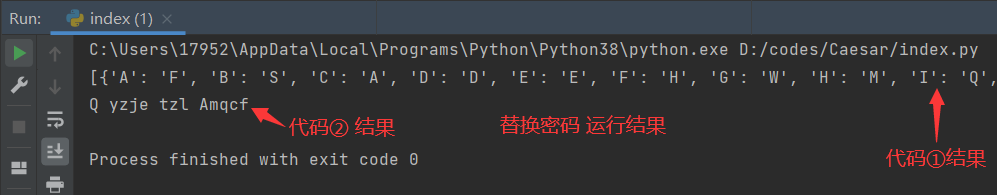 Run: index (1) ×
C:\Users\17952\AppData\Local\Programs\Python\Python38\python.exe D:/codes/Caesar/index.py
[{'A': 'F', 'B': 'S', 'C': 'A', 'D': 'D', 'E': 'E', 'F': 'H', 'G': 'W', 'H': 'M', 'I': 'Q',
Q yzje tzl Amqcf
代码② 结果
替换密码 运行结果
代码①结果
Process finished with exit code 0